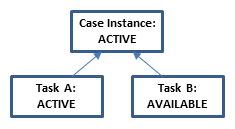 Case Instance:
ACTIVE
Task A:
ACTIVE
Task B:
AVAILABLE